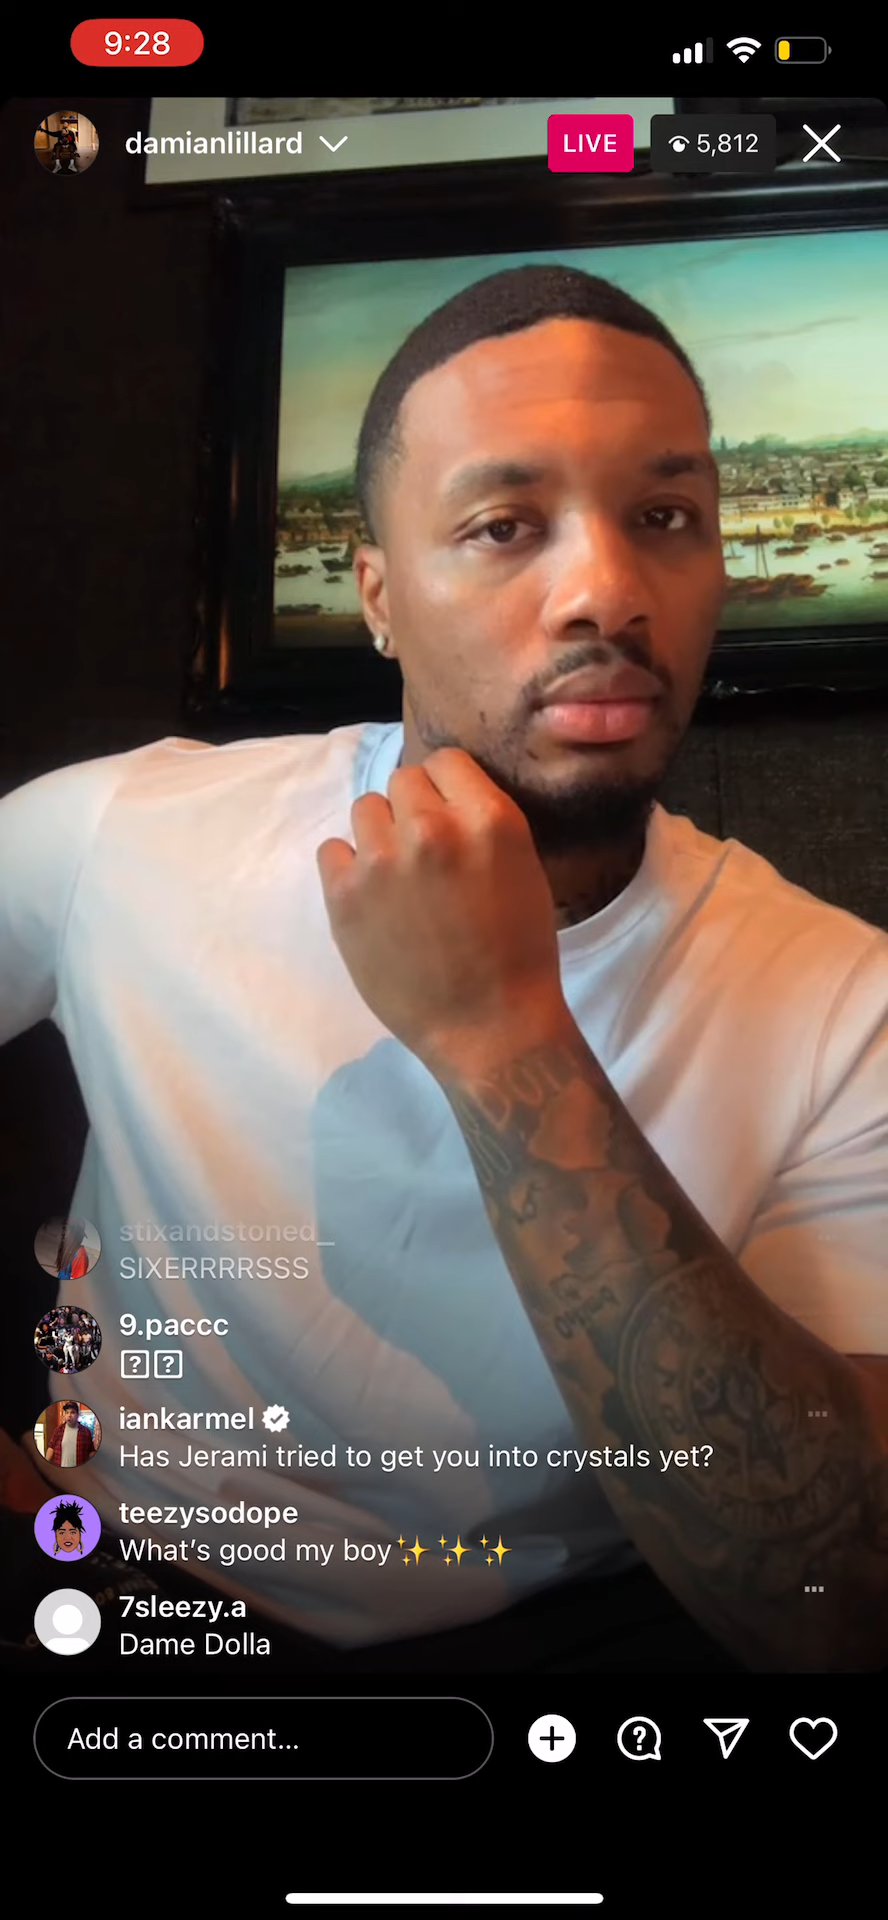 9:28
damianlillard
LIVE
5,812
stixandstoned_
SIXERRRRSSS
9.paccc
iankarmel
Has Jerami tried to get you into crystals yet?
teezysodope
What's good my boy✨✨✨
7sleezy.a
Dame Dolla
Add a comment...